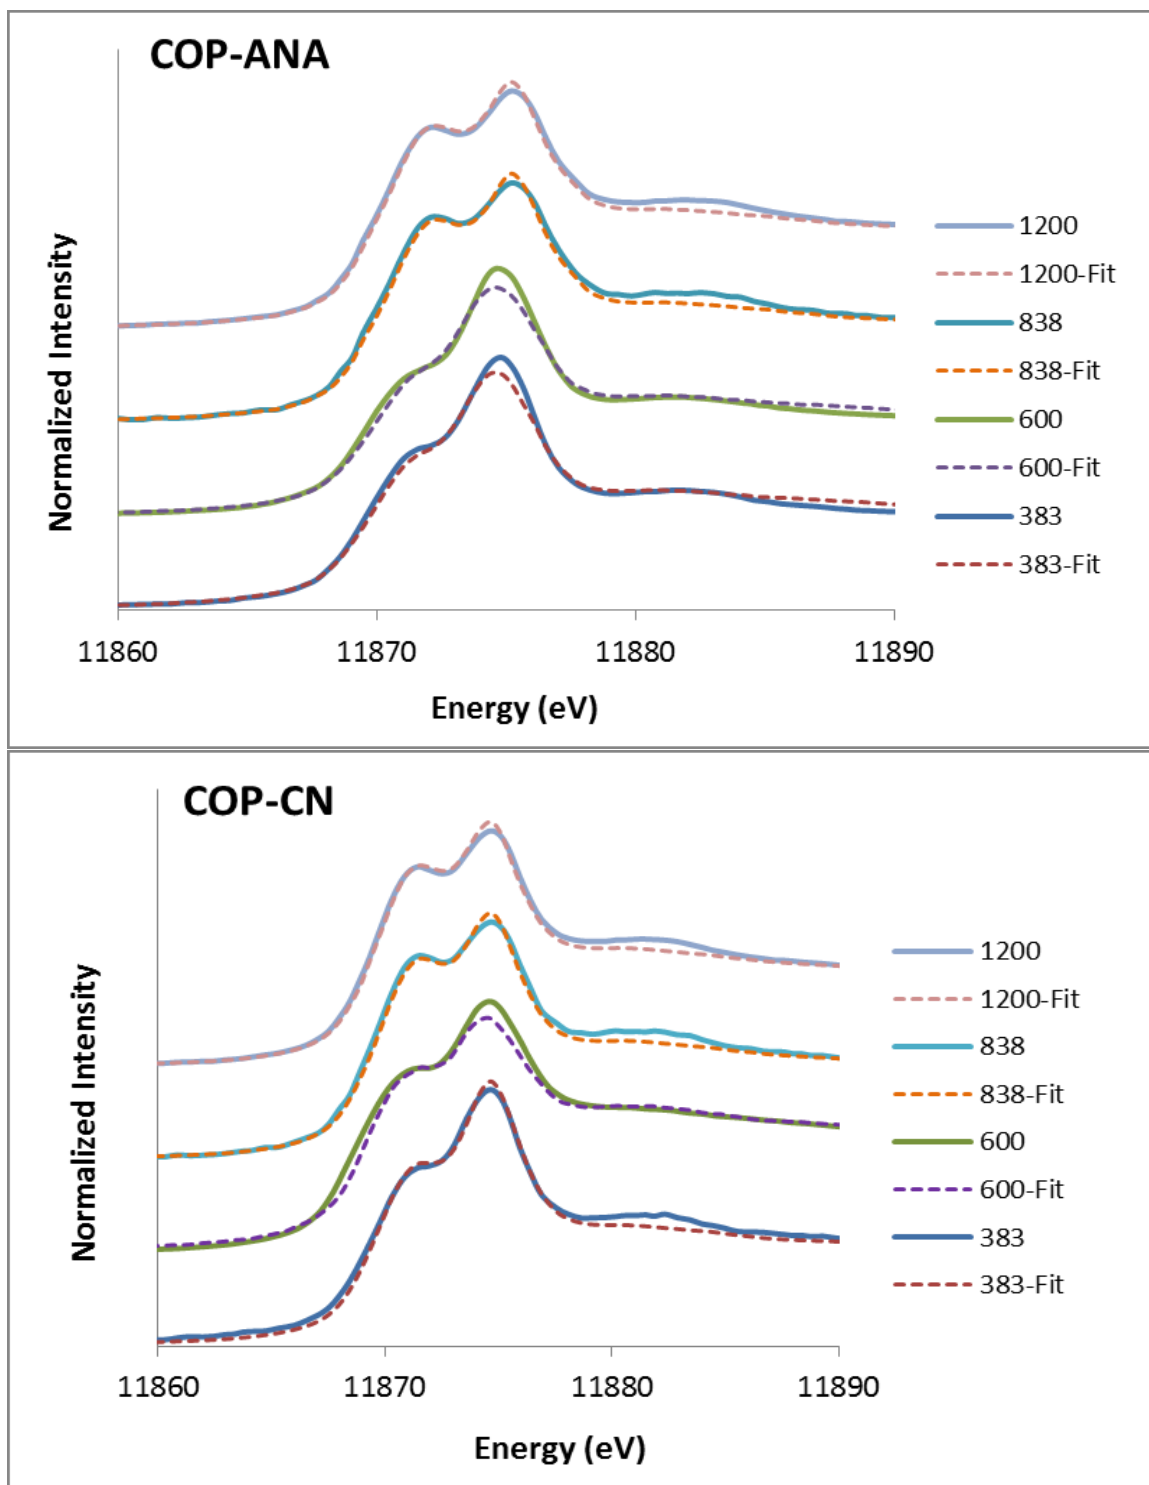 COP-ANA
Normalized Intensity
1200
1200-Fit
838
838-Fit
600
600-Fit
383
383-Fit
11860 11870 11880 11890
Energy (eV)
COP-CN
Normalized Intensity
1200
1200-Fit
838
838-Fit
600
600-Fit
383
383-Fit
11860 11870 11880 11890
Energy (eV)